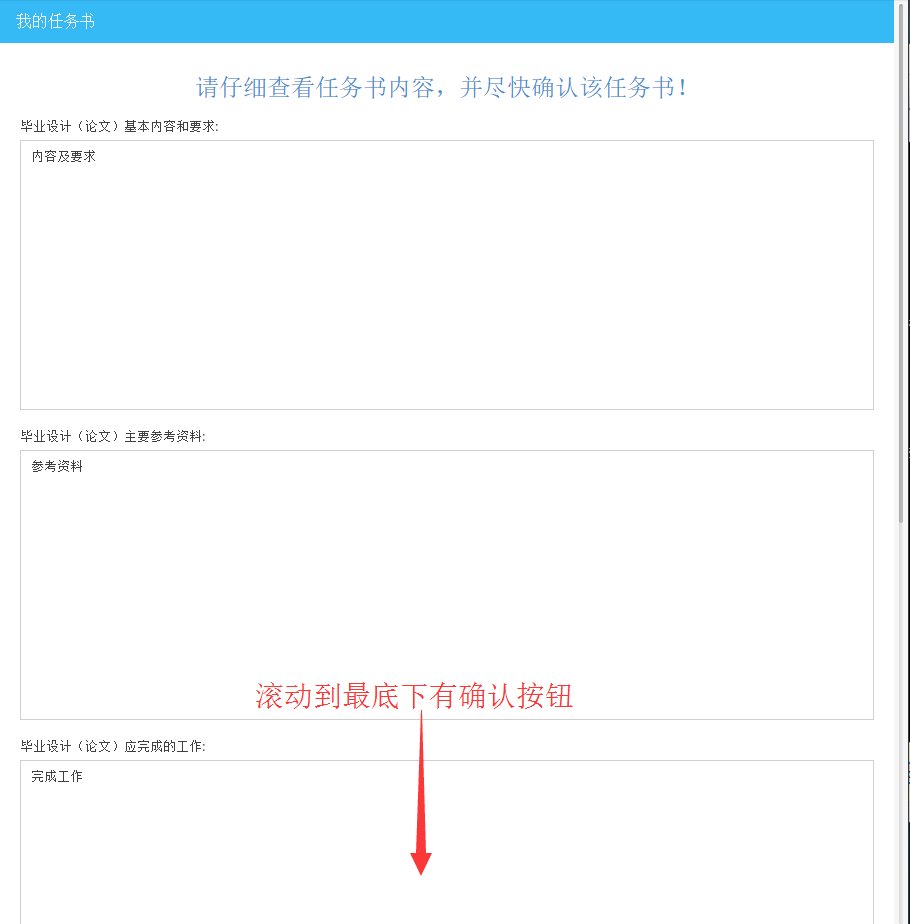 我的任务书
请仔细查看任务书内容，并尽快确认该任务书！
毕业设计（论文）基本内容和要求:
内容及要求
毕业设计（论文）主要参考资料:
参考资料
滚动到最底下有确认按钮
毕业设计（论文）应完成的工作:
完成工作